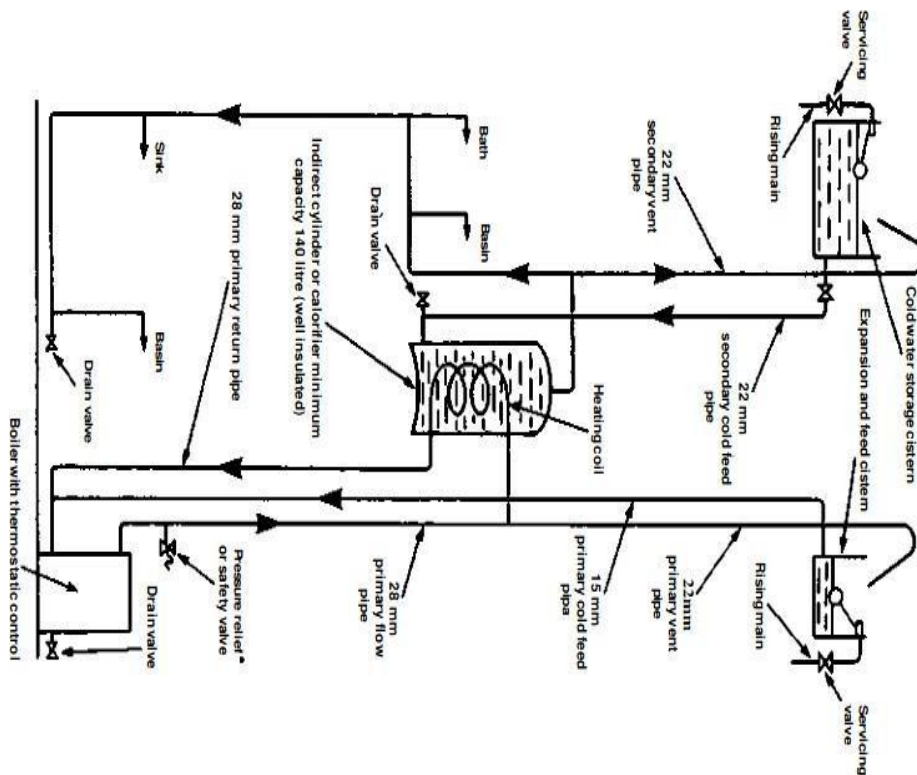 Cold water storage cistern
Servicing
valve
Expansion and feed cistern
Servicing
valve
Rising main
Rising main
22 mm
secondary vent
pipe
22 mm
secondary cold feed
pipe
22mm
primary vent
pipe
15 mm
primary cold feed
pipa
Heating coil
Bath
Basin
Drain valve
28 mm
primary flow
pipe
Indirect cylinder or calorifier minimum
capacity 140 litre (well insulated)
Pressure relief*
or safety valve
28 mm primary return pipe
Sink
Basin
Drain valve
Drain valve
Boiler with thermostatic control